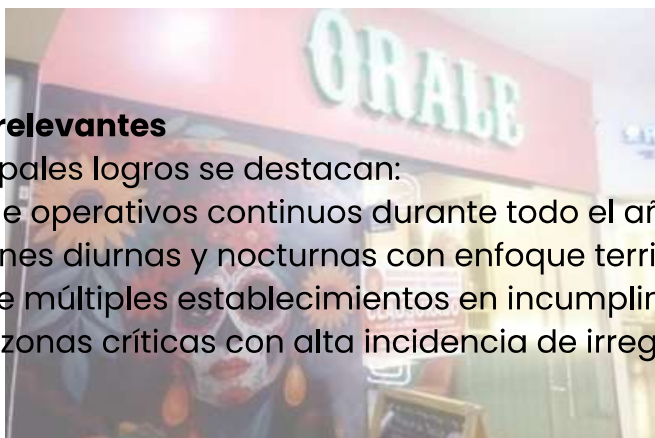 ORALE
relevantes
pales logros se destacan:
e operativos continuos durante todo el añ
nes diurnas y nocturnas con enfoque terri
e múltiples establecimientos en incumplin
zonas críticas con alta incidencia de irreg